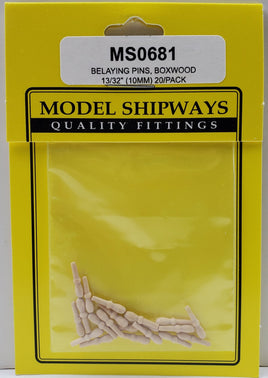 MS0681
BELAYING PINS, BOXWOOD
13/32" (10MM) 20/PACK
MODEL SHIPWAYS
QUALITY FITTINGS